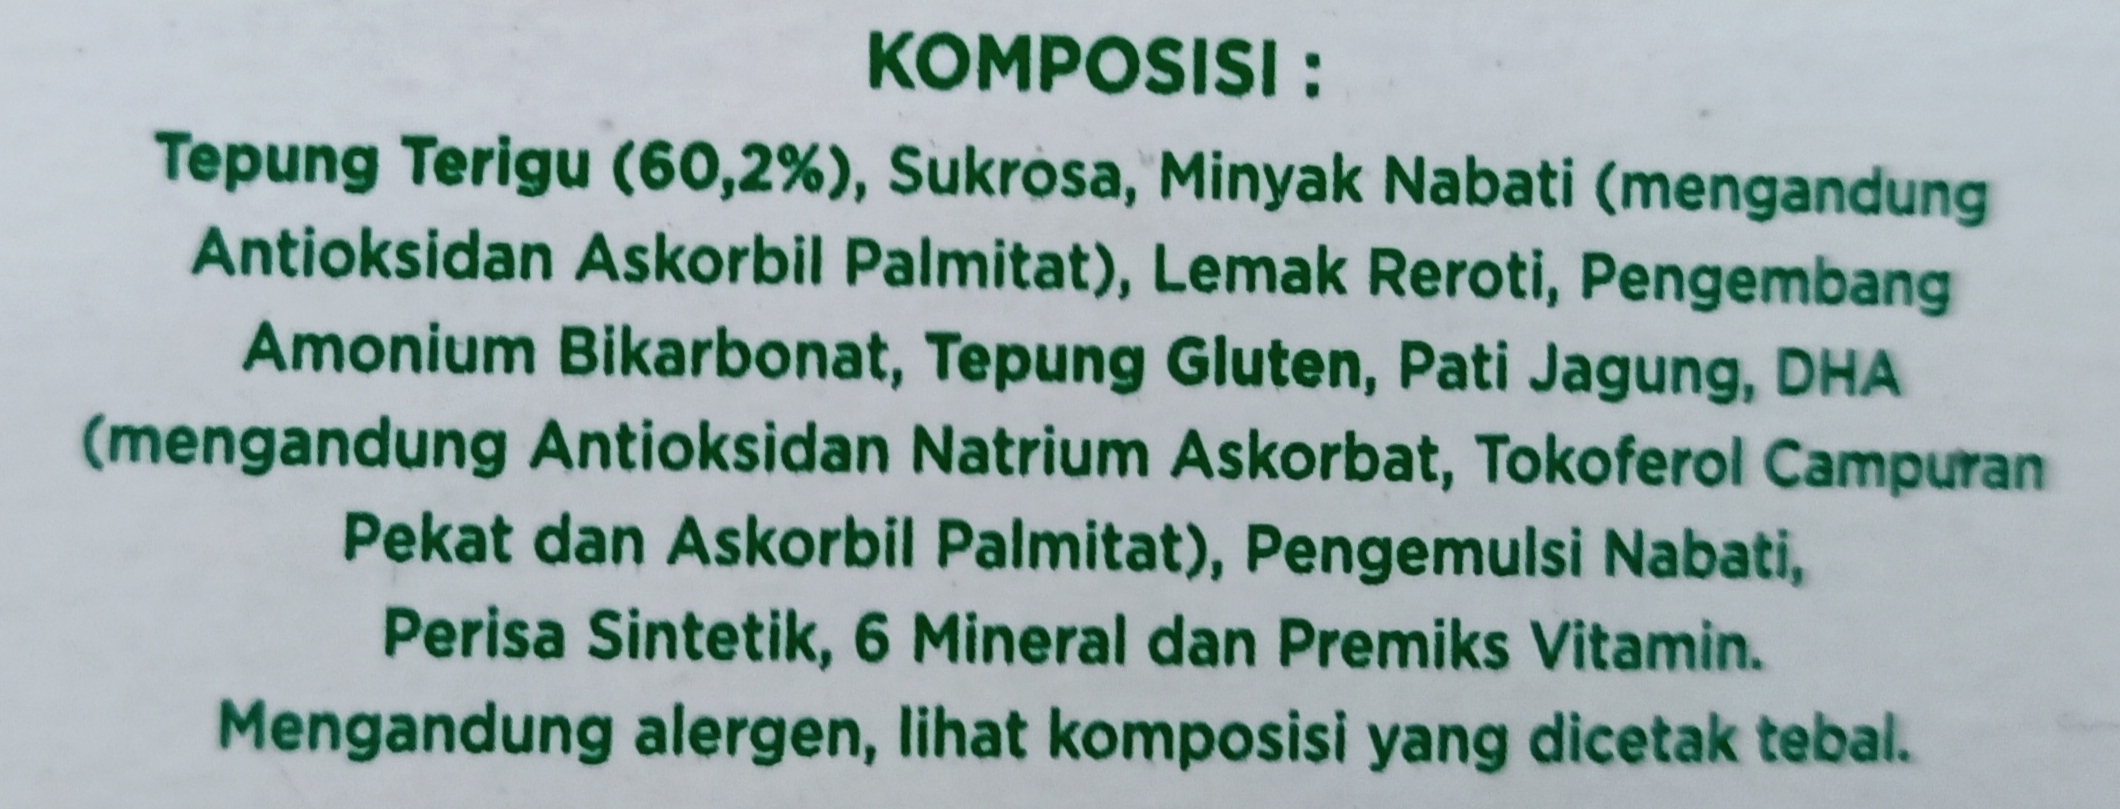 KOMPOSISI :
Tepung Terigu (60,2%), Sukrosa, Minyak Nabati (mengandung
Antioksidan Askorbil Palmitat), Lemak Reroti, Pengembang
Amonium Bikarbonat, Tepung Gluten, Pati Jagung, DHA
(mengandung Antioksidan Natrium Askorbat, Tokoferol Campuran
Pekat dan Askorbil Palmitat), Pengemulsi Nabati,
Perisa Sintetik, 6 Mineral dan Premiks Vitamin.
Mengandung alergen, lihat komposisi yang dicetak tebal.